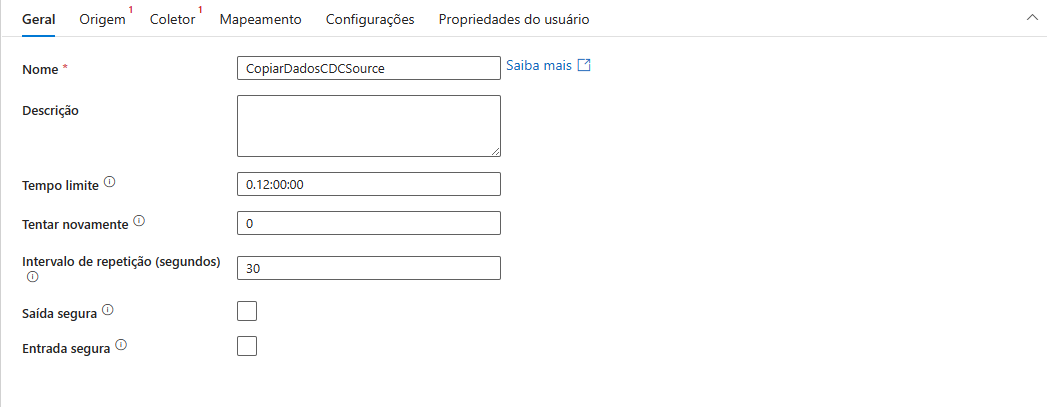 Geral Origem 1 Coletor 1 Mapeamento Configurações Propriedades do usuário
Nome * CopiarDadosCDCSource Saiba mais
Descrição
Tempo limite 0.12:00:00
Tentar novamente 0
Intervalo de repetição (segundos) 30
Saída segura
Entrada segura